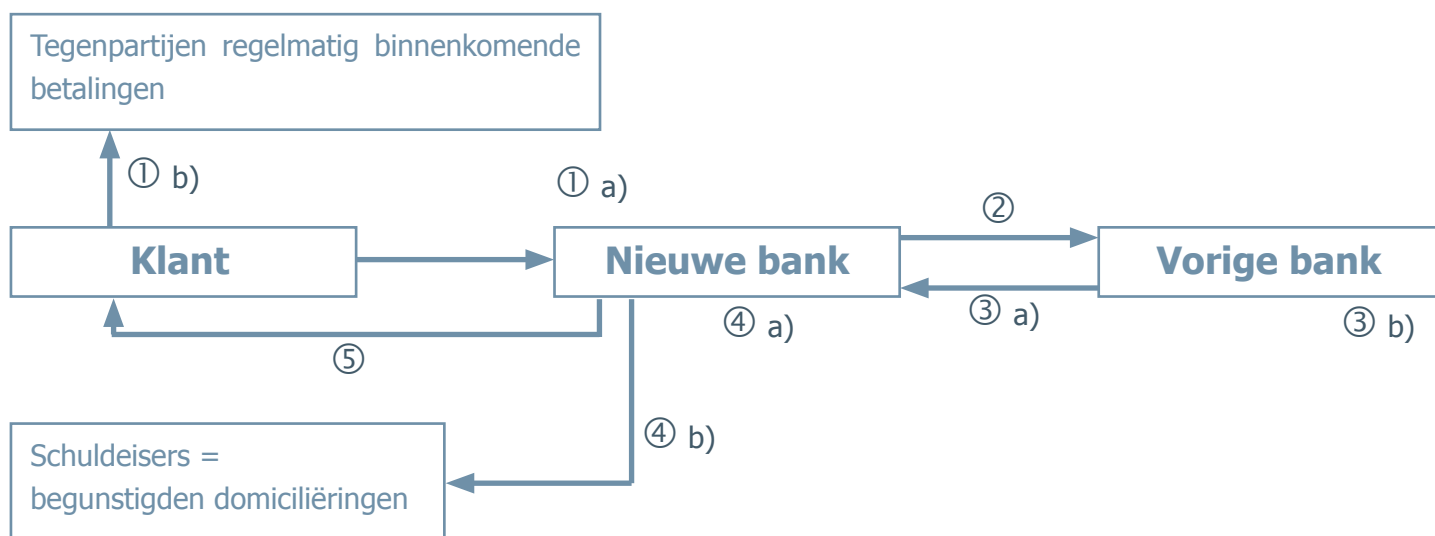 Tegenpartijen regelmatig binnenkomende
betalingen
① b)
① a)
②
Klant
Nieuwe bank
Vorige bank
③ a)
③ b)
④ a)
⑤
④ b)
Schuldeisers =
begunstigden domiciliëringen